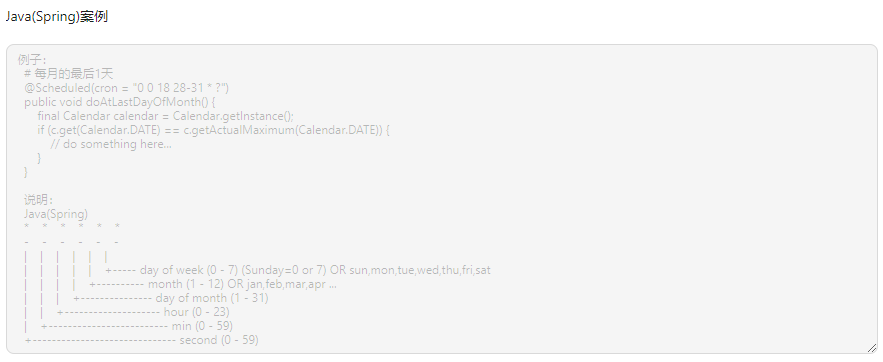 Java(Spring)案例
例子：
# 每月的最后1天
@Scheduled(cron = "0 0 18 28-31 * ?")
public void doAtLastDayOfMonth() {
    final Calendar calendar = Calendar.getInstance();
    if (c.get(Calendar.DATE) == c.getActualMaximum(Calendar.DATE)) {
        // do something here...
    }
}
说明：
Java(Spring)
*    *    *    *    *    *
-    -    -    -    -    -
|    |    |    |    |    |
|    |    |    |    |    +----- day of week (0 - 7) (Sunday=0 or 7) OR sun,mon,tue,wed,thu,fri,sat
|    |    |    |    +---------- month (1 - 12) OR jan,feb,mar,apr ...
|    |    |    +--------------- day of month (1 - 31)
|    |    +-------------------- hour (0 - 23)
|    +------------------------- min (0 - 59)
+------------------------------ second (0 - 59)